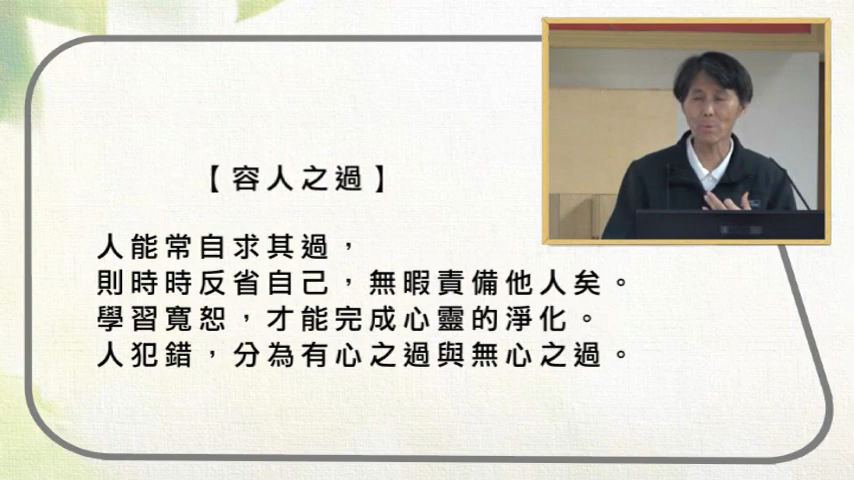 【容人之過】
人能常自求其過，
則時時反省自己，無暇責備他人矣。
學習寬恕，才能完成心靈的淨化。
人犯錯，分為有心之過與無心之過。